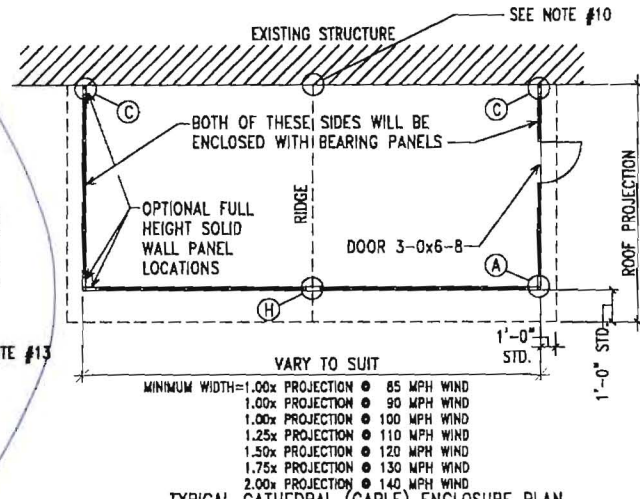 SEE NOTE #10
EXISTING STRUCTURE
C
C
BOTH OF THESE SIDES WILL BE
ENCLOSED WITH BEARING PANELS
OPTIONAL FULL
HEIGHT SOLID
WALL PANEL
LOCATIONS
RIDGE
DOOR 3-0x6-8
ROOF PROJECTION
A
H
TE #13
1'-0"
STD.
1'-0" STD.
VARY TO SUIT
MINIMUM WIDTH=1.00x PROJECTION @ 85 MPH WIND
1.00x PROJECTION @ 90 MPH WIND
1.00x PROJECTION @ 100 MPH WIND
1.25x PROJECTION @ 110 MPH WIND
1.50x PROJECTION @ 120 MPH WIND
1.75x PROJECTION @ 130 MPH WIND
2.00x PROJECTION @ 140 MPH WIND
TYPICAL CATHEDRAL (GABLE) ENCLOSURE PLAN